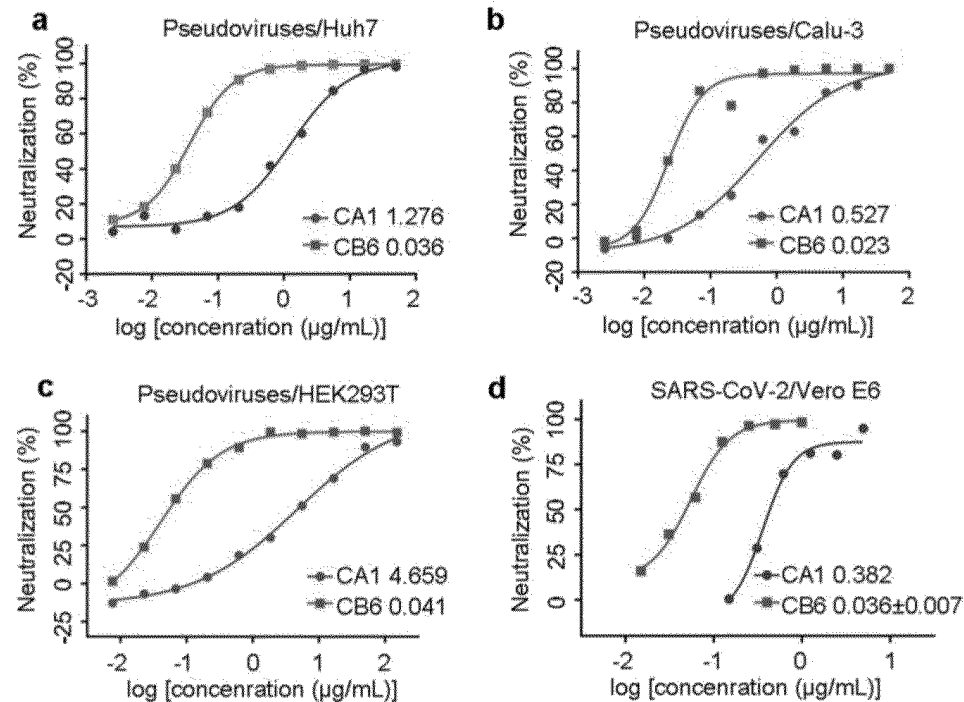 a
Pseudoviruses/Huh7
Neutralization (%)
100
80
60
40
20
0
-20
CA1 1.276
CB6 0.036
-3 -2 -1 0 1 2
log [concenration (μg/mL)]
b
Pseudoviruses/Calu-3
Neutralization (%)
100
80
60
40
20
0
-20
CA1 0.527
CB6 0.023
-3 -2 -1 0 1 2
log [concenration (μg/mL)]
c
Pseudoviruses/HEK293T
Neutralization (%)
100
75
50
25
0
-25
CA1 4.659
CB6 0.041
-2 -1 0 1 2
log [concenration (μg/mL)]
d
SARS-CoV-2/Vero E6
Neutralization (%)
100
75
50
25
0
CA1 0.382
CB6 0.036±0.007
-2 -1 0 1
log [concenration (μg/mL)]